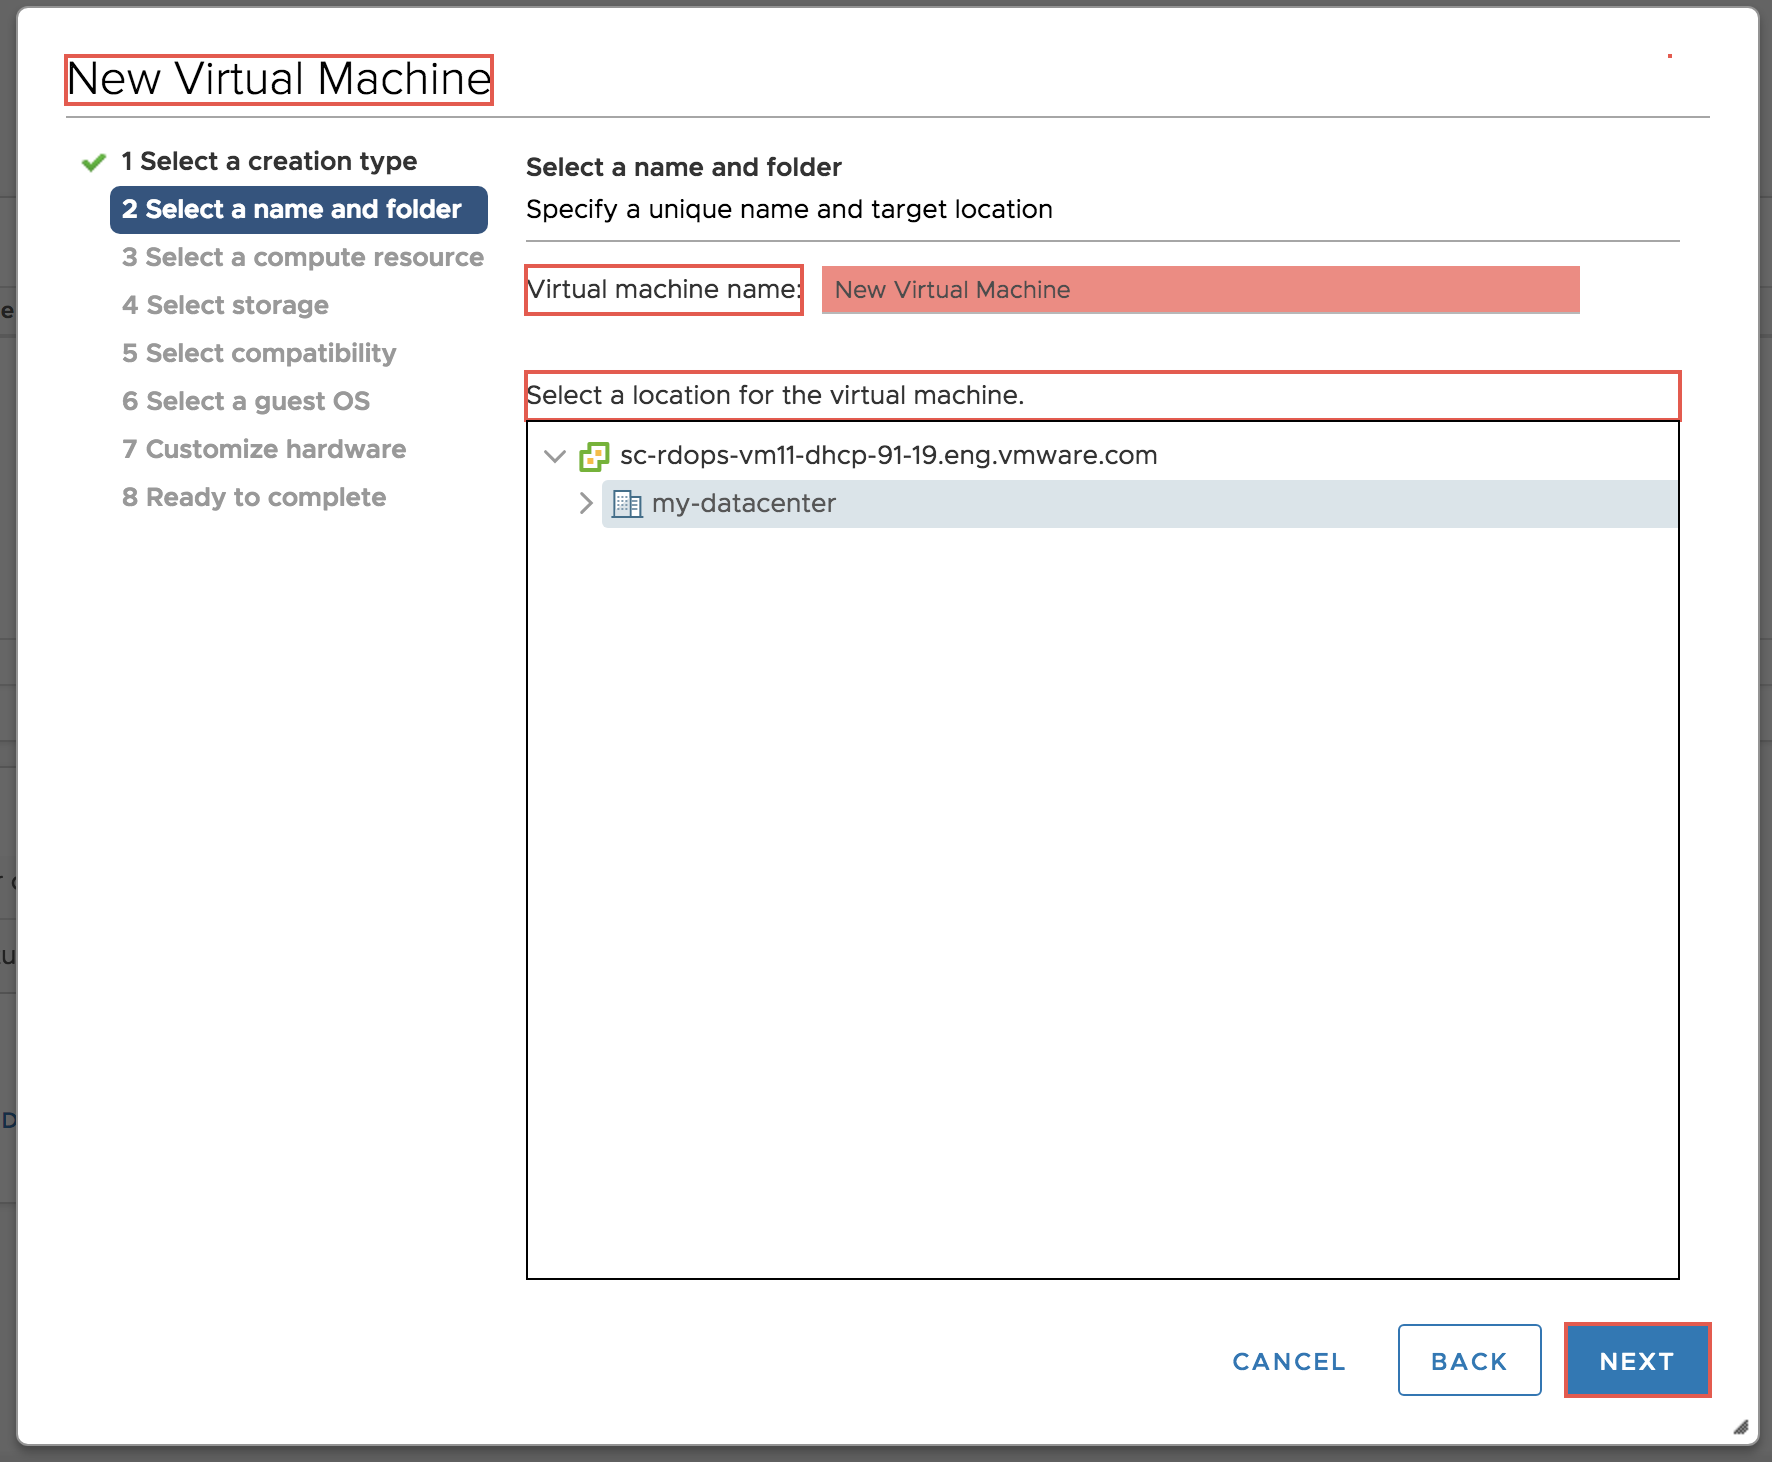 New Virtual Machine
1 Select a creation type
2 Select a name and folder
3 Select a compute resource
4 Select storage
5 Select compatibility
6 Select a guest OS
7 Customize hardware
8 Ready to complete
Select a name and folder
Specify a unique name and target location
Virtual machine name: New Virtual Machine
Select a location for the virtual machine.
sc-rdops-vm11-dhcp-91-19.eng.vmware.com
my-datacenter
CANCEL BACK NEXT